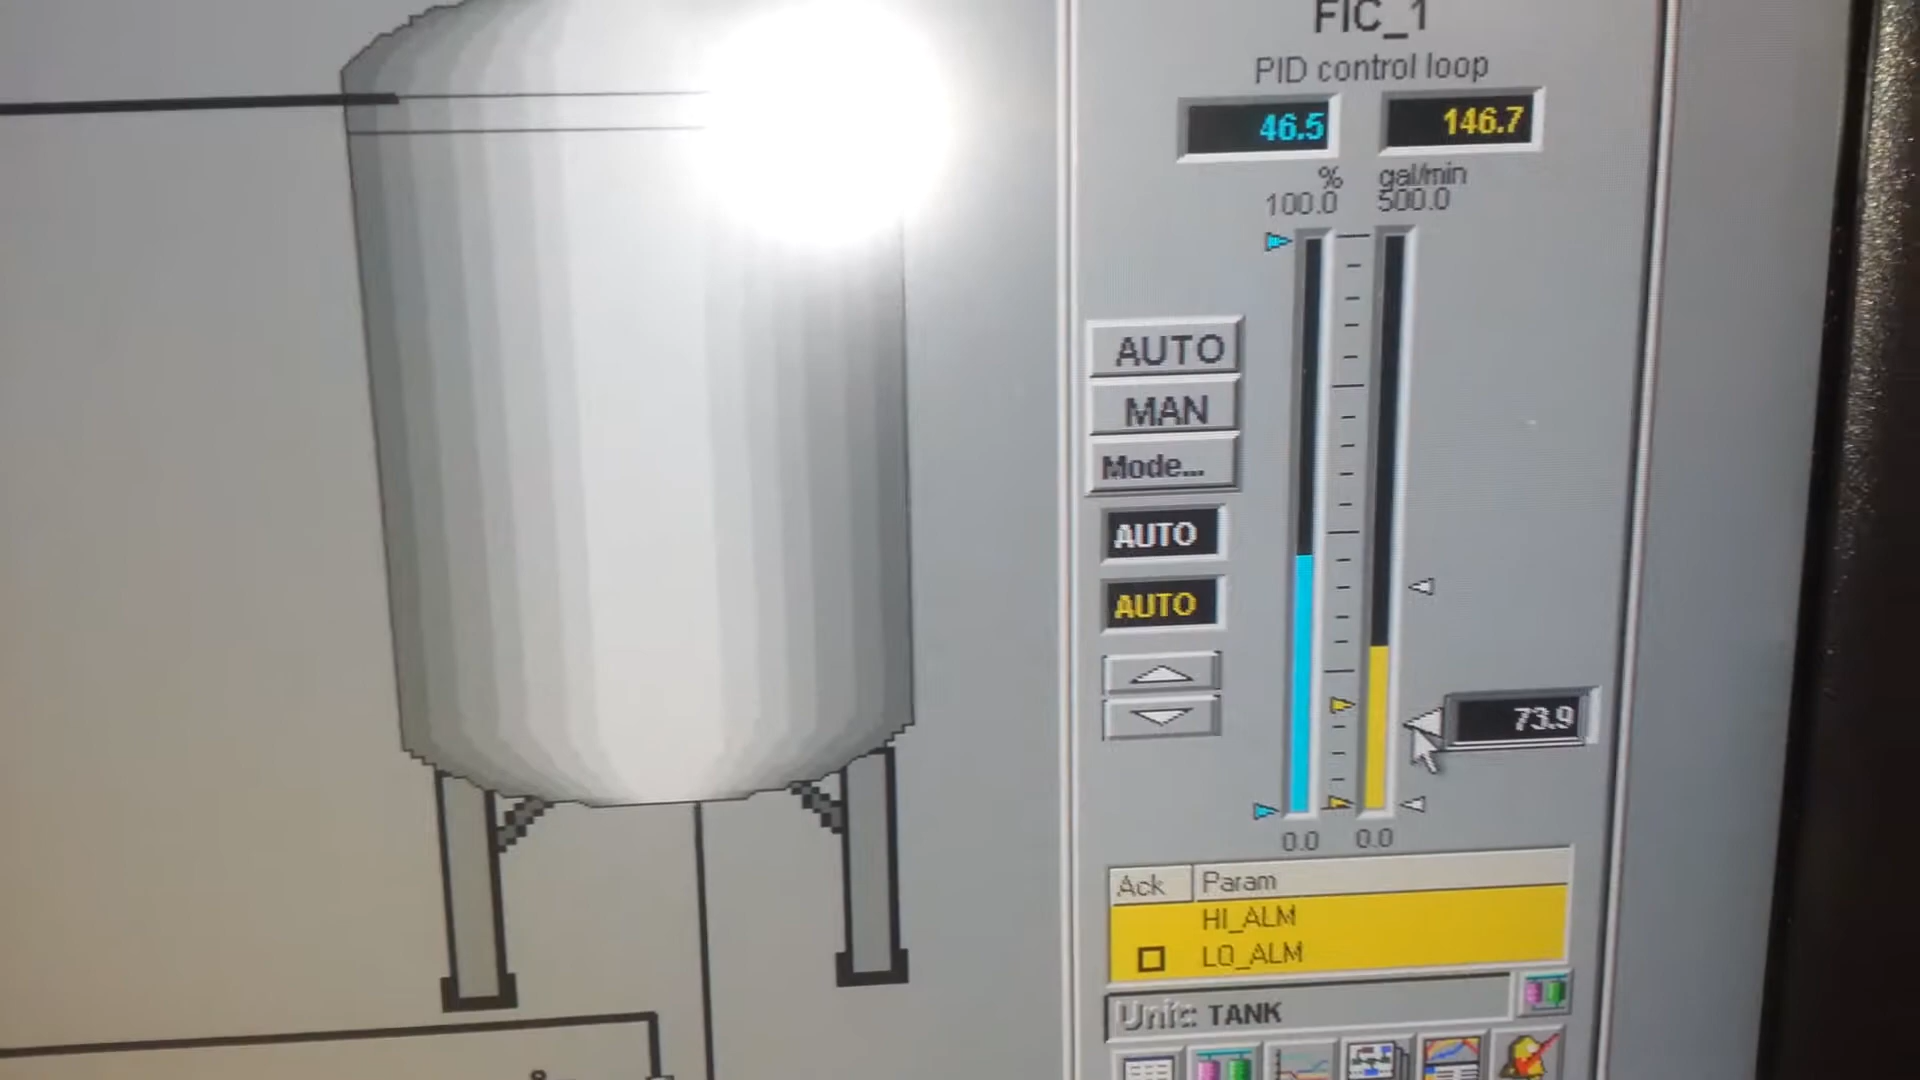 FIC_1
PID control loop
46.5 146.7
% gal/min
100.0 500.0
AUTO
MAN
Mode...
AUTO
AUTO
73.9
0.0 0.0
Ack Param
HI_ALM
LO_ALM
Unit: TANK